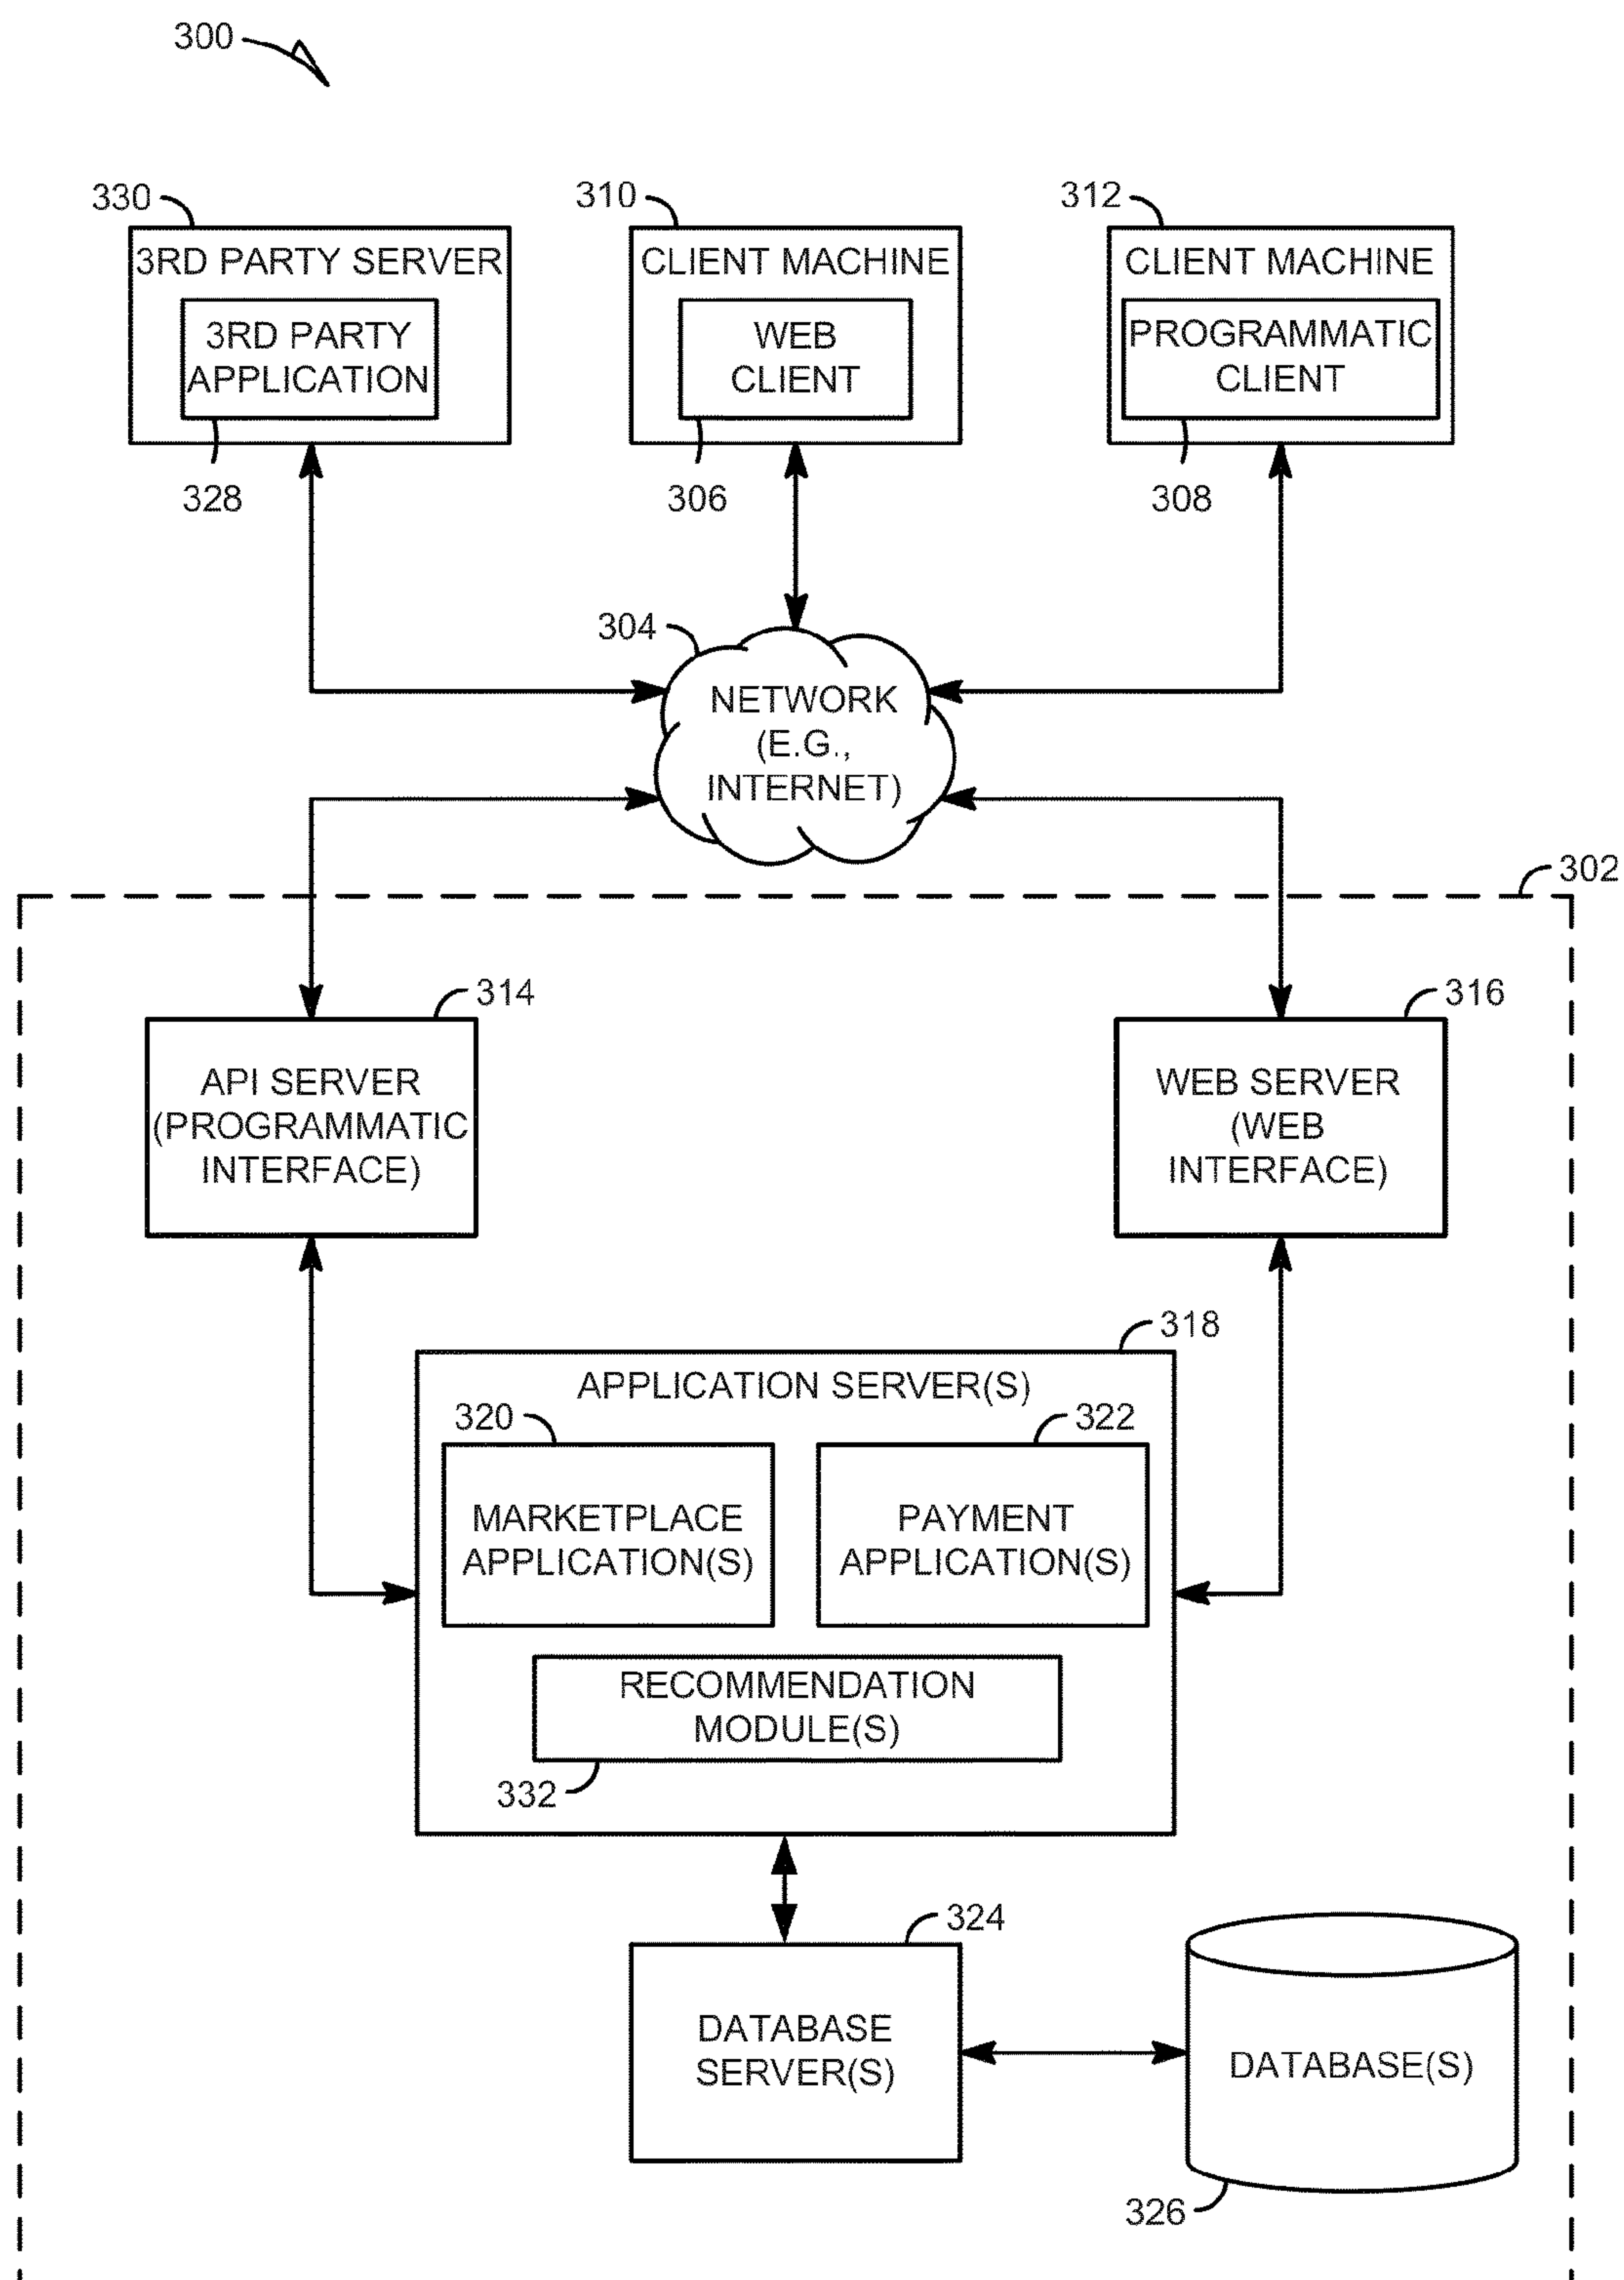 300
330
310
312
3RD PARTY SERVER
CLIENT MACHINE
CLIENT MACHINE
3RD PARTY
APPLICATION
WEB
CLIENT
PROGRAMMATIC
CLIENT
328
306
308
304
NETWORK
(E.G.,
INTERNET)
302
314
316
API SERVER
(PROGRAMMATIC
INTERFACE)
WEB SERVER
(WEB
INTERFACE)
318
APPLICATION SERVER(S)
320
322
MARKETPLACE
APPLICATION(S)
PAYMENT
APPLICATION(S)
RECOMMENDATION
MODULE(S)
332
324
DATABASE
SERVER(S)
DATABASE(S)
326